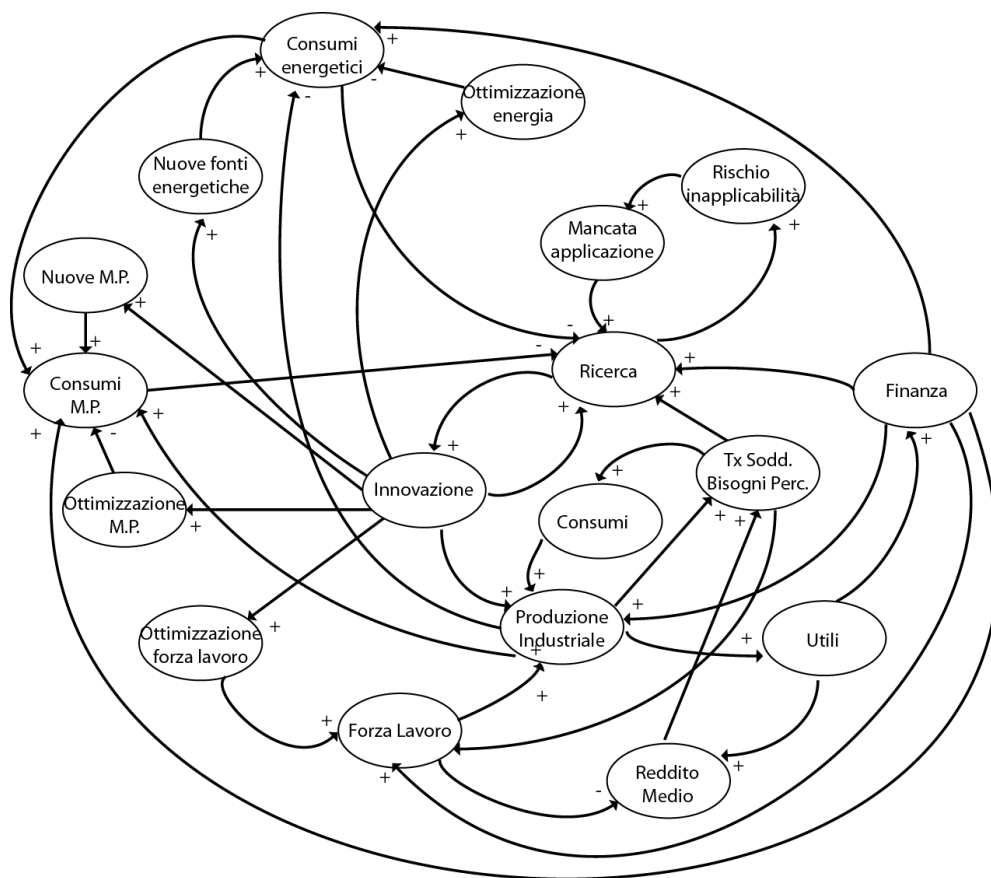 Consumi
energetici
+
+
-
-
Ottimizzazione
energia
+
Nuove fonti
energetiche
+
Rischio
inapplicabilità
+
+
Mancata
applicazione
+
Nuove M.P.
+
+
+
Consumi
M.P.
+
+
-
-
-
Ricerca
+
+
+
Finanza
+
Innovazione
+
Tx Sodd.
Bisogni Perc.
+
+
+
Ottimizzazione
M.P.
+
Consumi
+
+
Produzione
Industriale
+
+
+
Ottimizzazione
forza lavoro
+
Utili
+
Forza Lavoro
+
+
+
Reddito
Medio
-
+